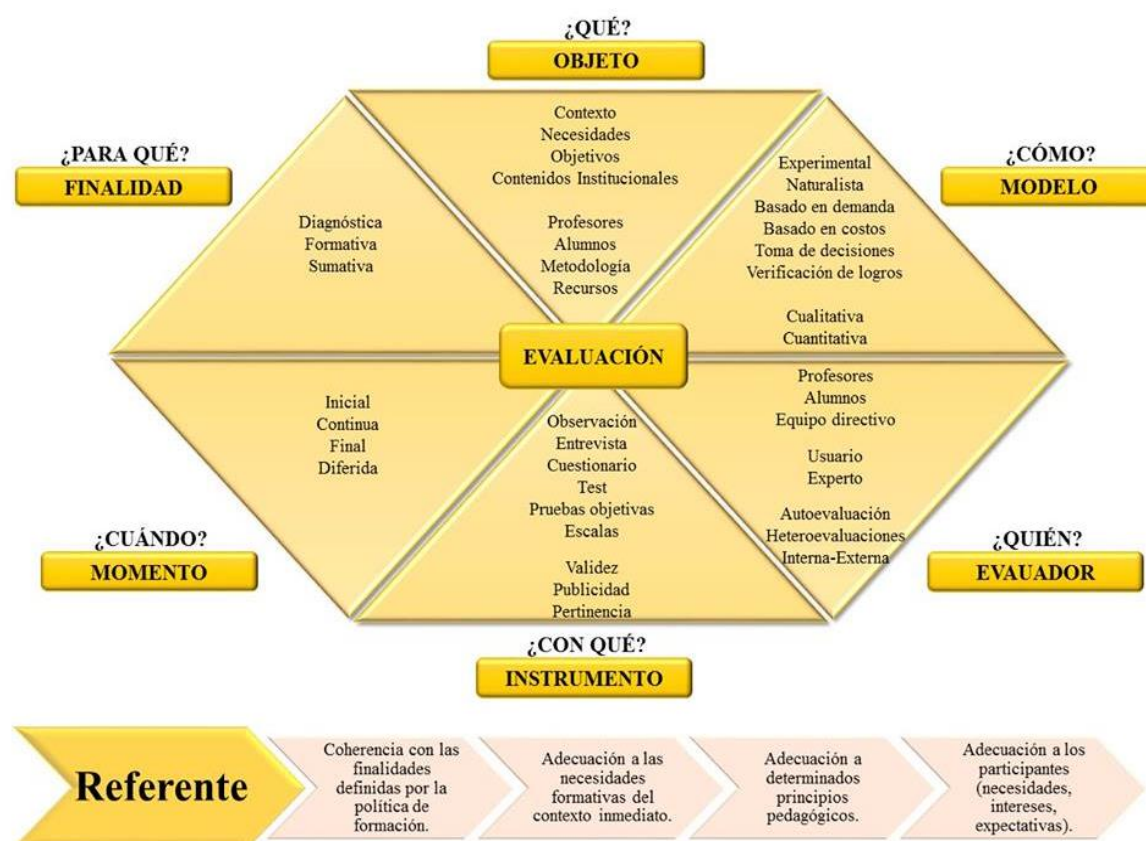 ¿QUÉ?
OBJETO
Contexto
Necesidades
Objetivos
Contenidos Institucionales
Profesores
Alumnos
Metodología
Recursos
¿PARA QUÉ?
FINALIDAD
Diagnóstica
Formativa
Sumativa
¿CÓMO?
MODELO
Experimental
Naturalista
Basado en demanda
Basado en costos
Toma de decisiones
Verificación de logros
Cualitativa
Cuantitativa
EVALUACIÓN
Inicial
Continua
Final
Diferida
¿CUÁNDO?
MOMENTO
Observación
Entrevista
Cuestionario
Test
Pruebas objetivas
Escalas
Validez
Publicidad
Pertinencia
¿CON QUÉ?
INSTRUMENTO
Profesores
Alumnos
Equipo directivo
Usuario
Experto
Autoevaluación
Heteroevaluaciones
Interna-Externa
¿QUIÉN?
EVAUADOR
Referente
Coherencia con las
finalidades
definidas por la
política de
formación.
Adecuación a las
necesidades
formativas del
contexto inmediato.
Adecuación a
determinados
principios
pedagógicos.
Adecuación a los
participantes
(necesidades,
intereses,
expectativas).